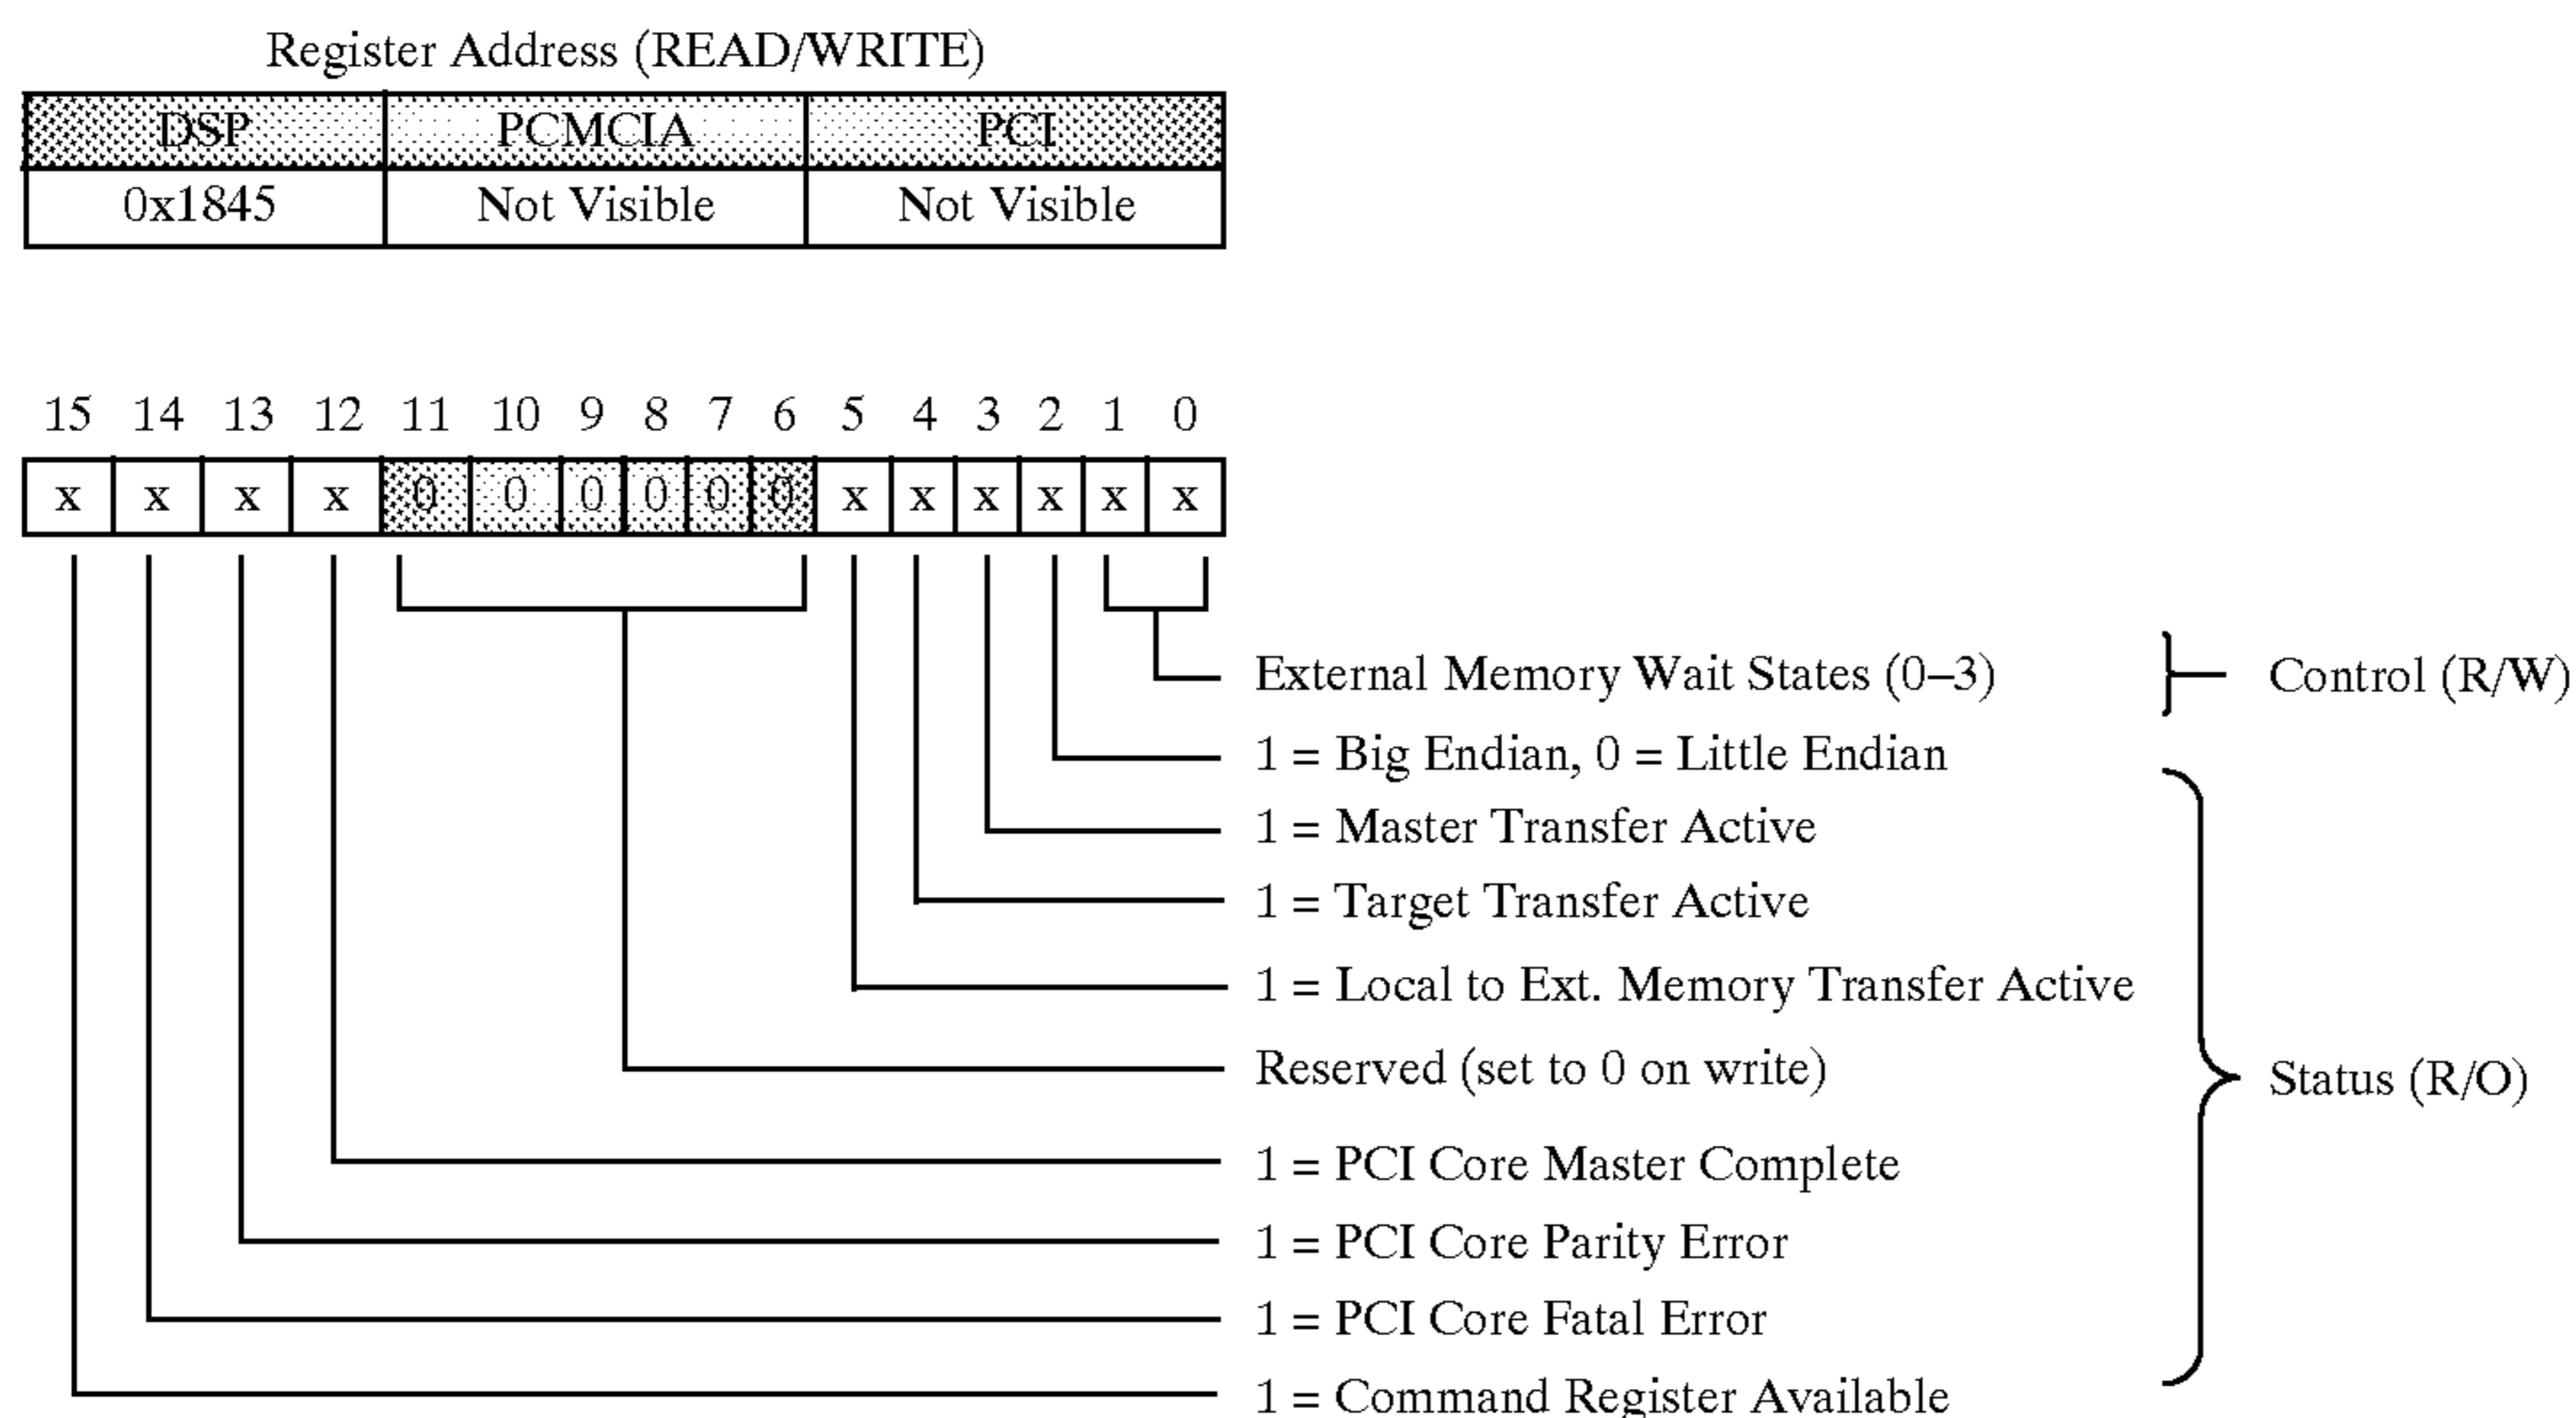 Register Address (READ/WRITE)
DSP PCMCIA PCI
0x1845 Not Visible Not Visible
15 14 13 12 11 10 9 8 7 6 5 4 3 2 1 0
x x x x 0 0 0 0 0 0 x x x x x x
External Memory Wait States (0–3) Control (R/W)
1 = Big Endian, 0 = Little Endian
1 = Master Transfer Active
1 = Target Transfer Active
1 = Local to Ext. Memory Transfer Active
Reserved (set to 0 on write) Status (R/O)
1 = PCI Core Master Complete
1 = PCI Core Parity Error
1 = PCI Core Fatal Error
1 = Command Register Available